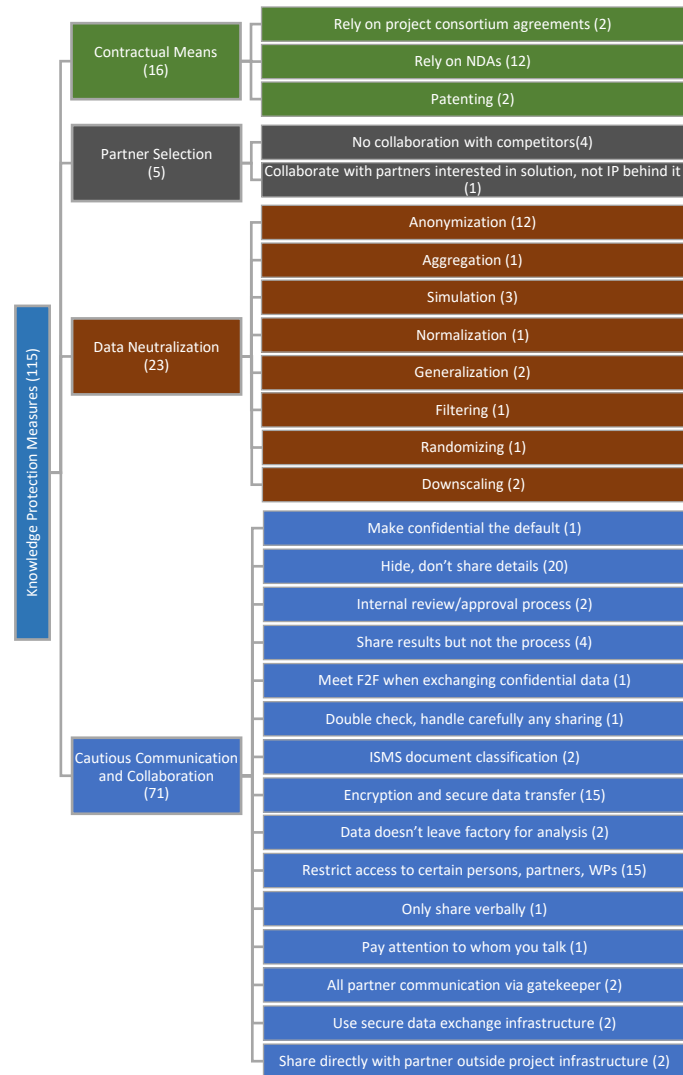 Knowledge Protection Measures (115)
Contractual Means
(16)
Rely on project consortium agreements (2)
Rely on NDAs (12)
Patenting (2)
Partner Selection
(5)
No collaboration with competitors(4)
Collaborate with partners interested in solution, not IP behind it
(1)
Data Neutralization
(23)
Anonymization (12)
Aggregation (1)
Simulation (3)
Normalization (1)
Generalization (2)
Filtering (1)
Randomizing (1)
Downscaling (2)
Cautious Communication
and Collaboration
(71)
Make confidential the default (1)
Hide, don’t share details (20)
Internal review/approval process (2)
Share results but not the process (4)
Meet F2F when exchanging confidential data (1)
Double check, handle carefully any sharing (1)
ISMS document classification (2)
Encryption and secure data transfer (15)
Data doesn’t leave factory for analysis (2)
Restrict access to certain persons, partners, WPs (15)
Only share verbally (1)
Pay attention to whom you talk (1)
All partner communication via gatekeeper (2)
Use secure data exchange infrastructure (2)
Share directly with partner outside project infrastructure (2)